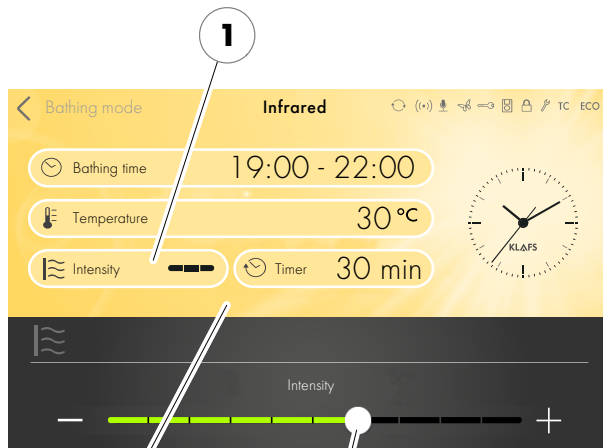 1
Bathing mode Infrared TC ECO
Bathing time 19:00 - 22:00
Temperature 30 °C
Intensity Timer 30 min
KLAFS
Intensity